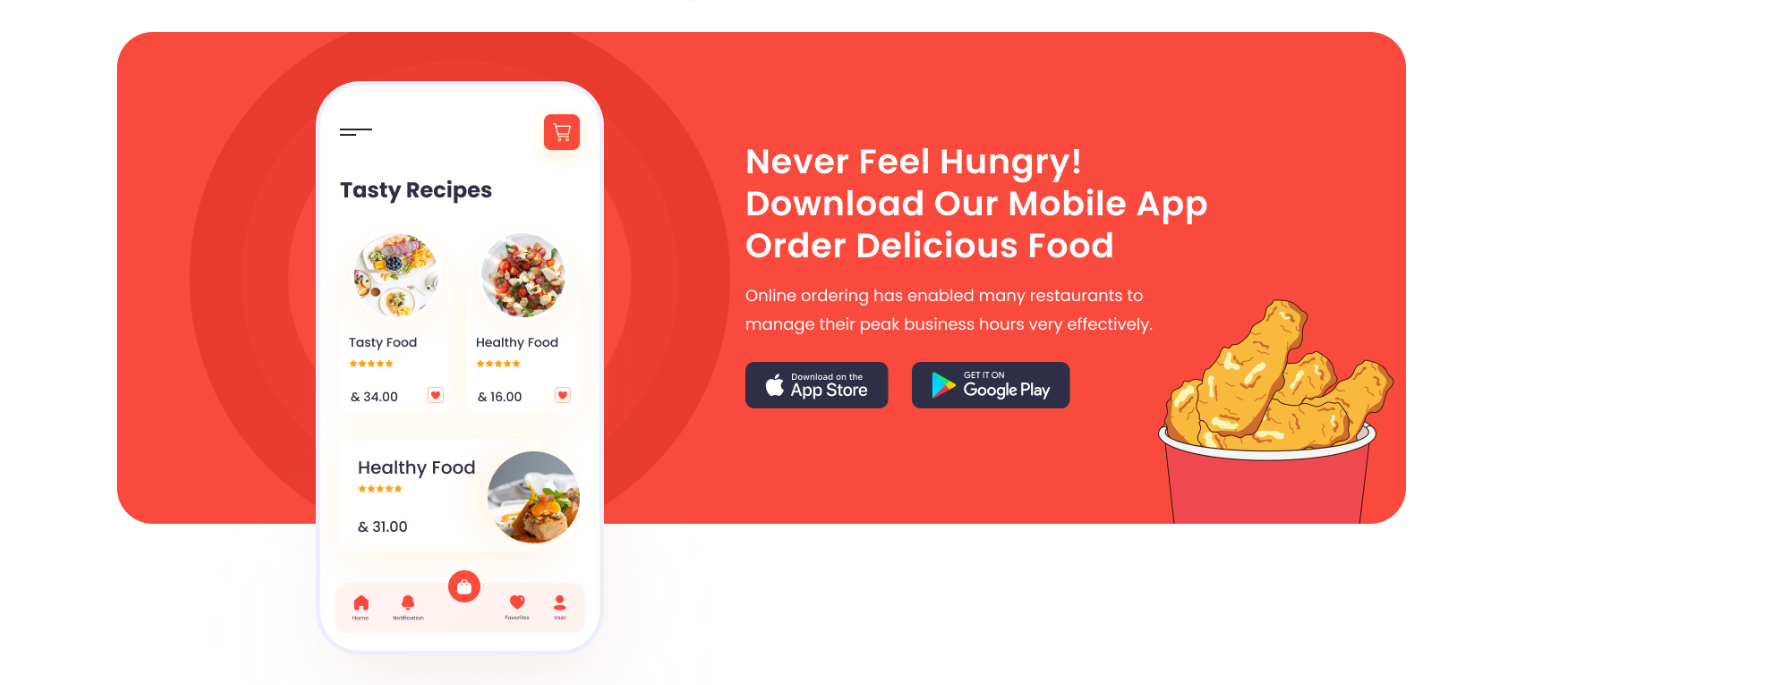 Tasty Recipes
Tasty Food
& 34.00
Healthy Food
& 16.00
Healthy Food
& 31.00
Home
Notification
Favorites
User
Never Feel Hungry!
Download Our Mobile App
Order Delicious Food
Online ordering has enabled many restaurants to
manage their peak business hours very effectively.
Download on the
App Store
GET IT ON
Google Play